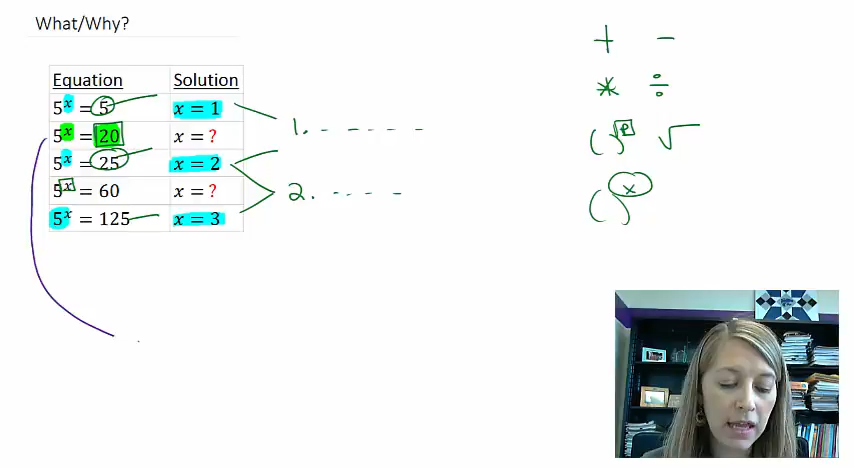 What/Why?
+ −
Equation Solution
* ÷
5^x = 5 x = 1
1. - - - - -
5^x = 20 x = ?
( )^p √
5^x = 25 x = 2
5^x = 60 x = ?
2. - - - -
( )^x
5^x = 125 x = 3